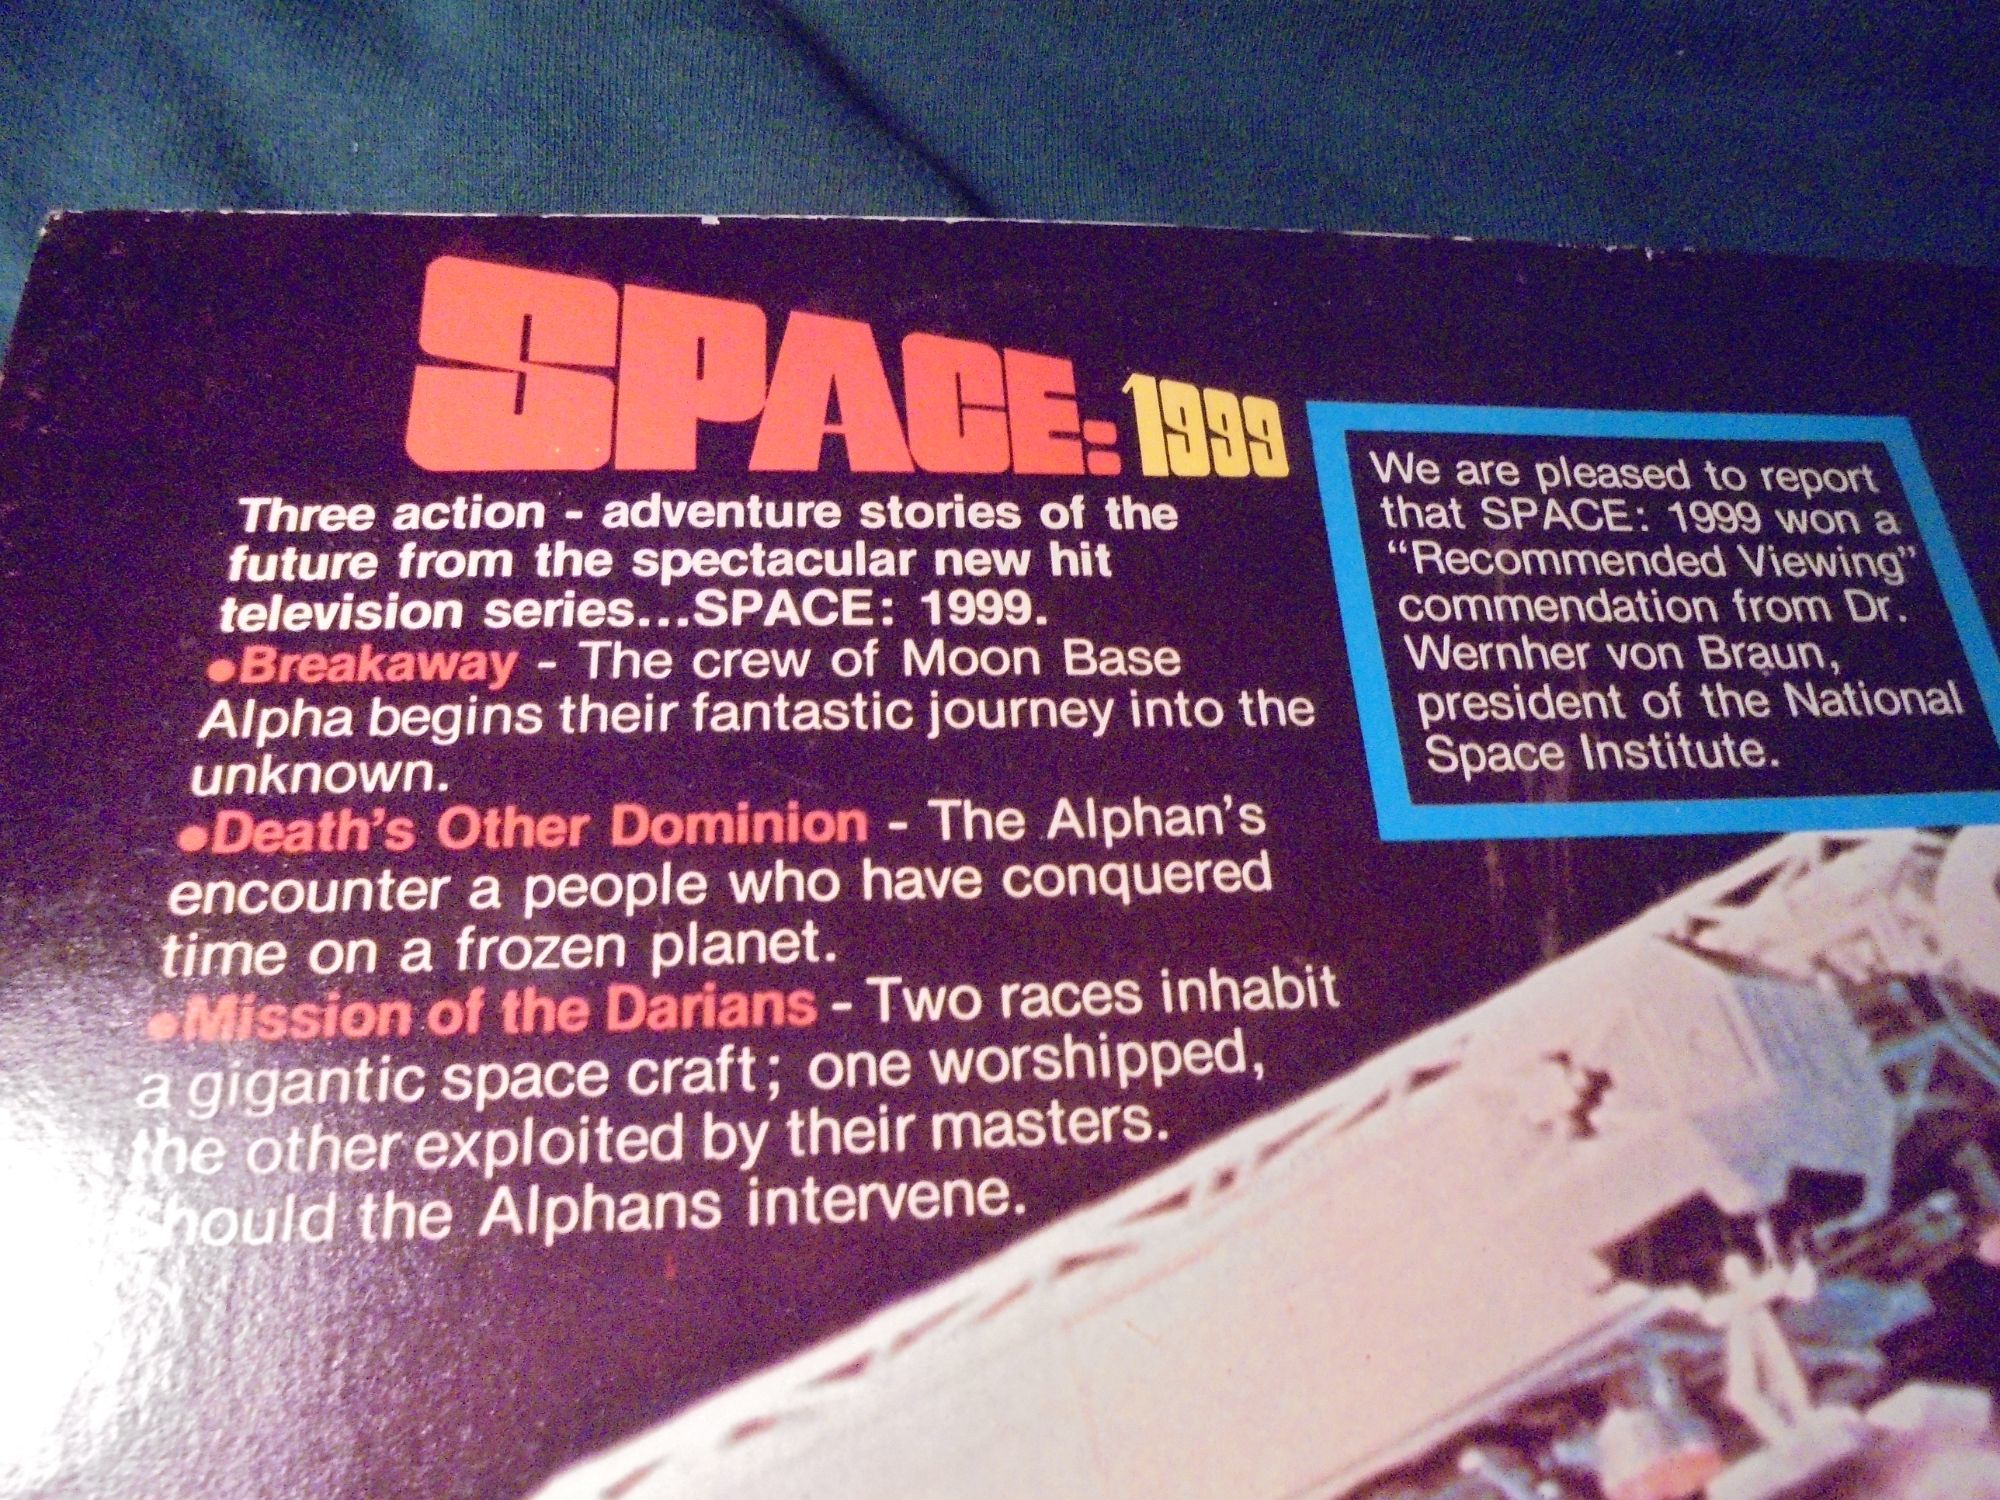 SPACE: 1999
Three action - adventure stories of the
future from the spectacular new hit
television series...SPACE: 1999.
•Breakaway - The crew of Moon Base
Alpha begins their fantastic journey into the
unknown.
•Death's Other Dominion - The Alphan's
encounter a people who have conquered
time on a frozen planet.
•Mission of the Darians - Two races inhabit
a gigantic space craft; one worshipped,
the other exploited by their masters.
Should the Alphans intervene.
We are pleased to report
that SPACE: 1999 won a
“Recommended Viewing”
commendation from Dr.
Wernher von Braun,
president of the National
Space Institute.